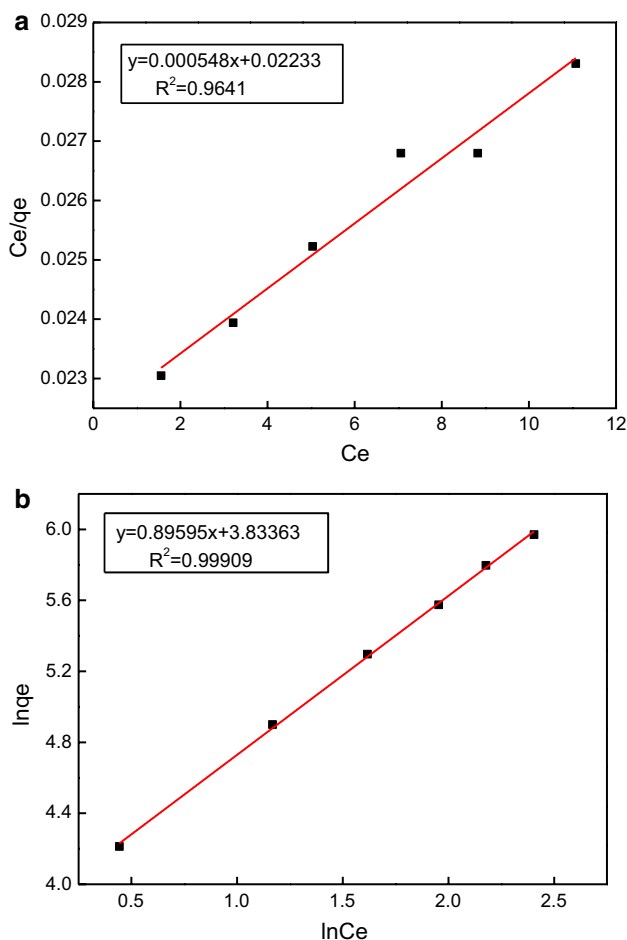 a
0.029
0.028
0.027
0.026
0.025
0.024
0.023
Ce/qe
y=0.000548x+0.02233
R²=0.9641
0 2 4 6 8 10 12
Ce
b
6.0
5.6
5.2
4.8
4.4
4.0
lnqe
y=0.89595x+3.83363
R²=0.99909
0.5 1.0 1.5 2.0 2.5
lnCe